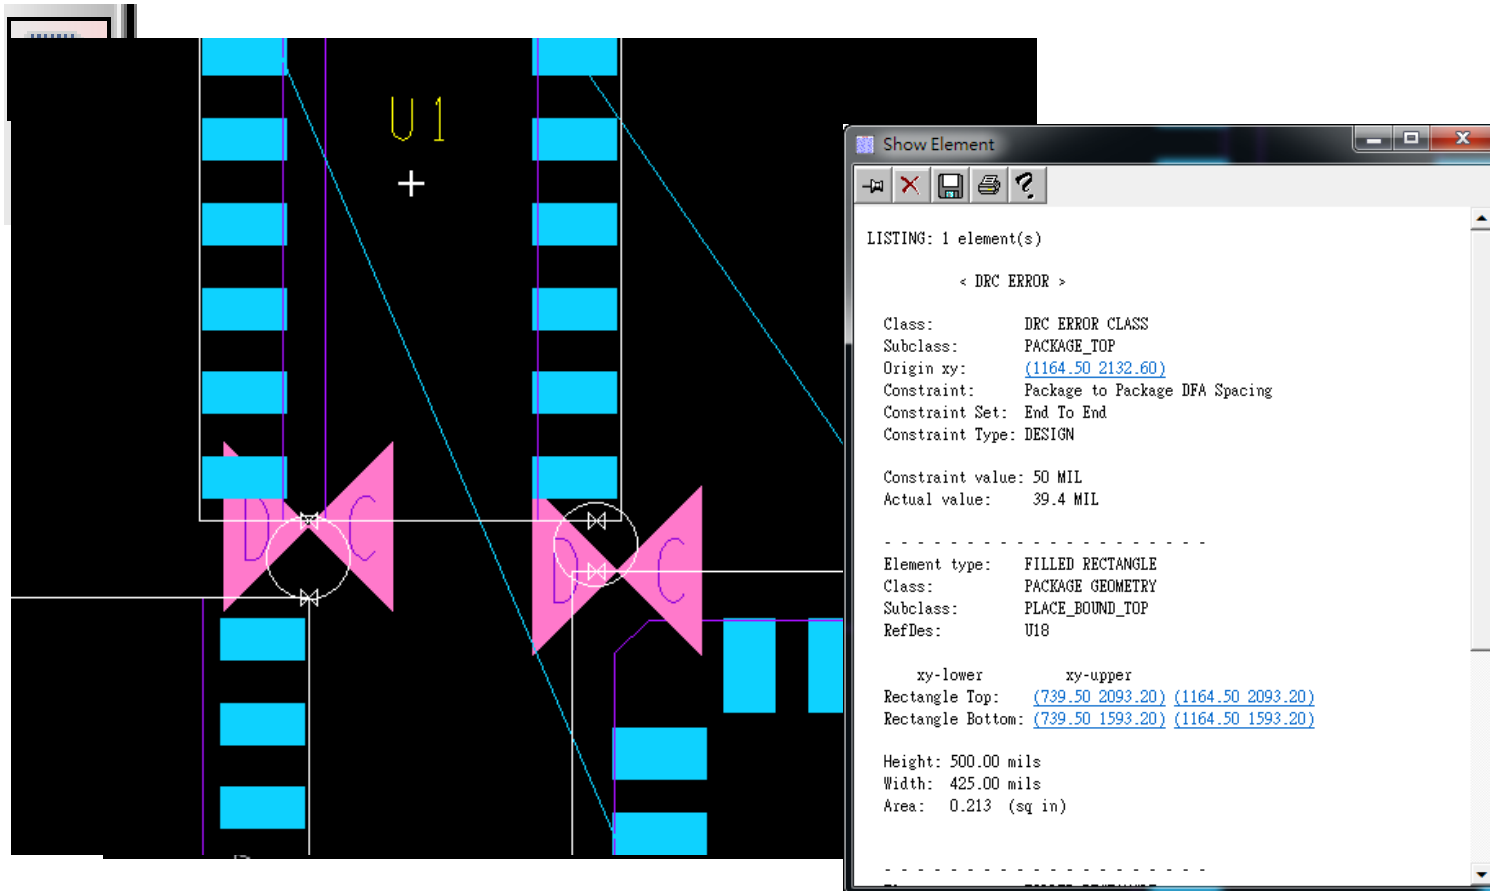 U1
D C
D C
Show Element
LISTING: 1 element(s)
< DRC ERROR >
Class: DRC ERROR CLASS
Subclass: PACKAGE_TOP
Origin xy: (1164.50 2132.60)
Constraint: Package to Package DFA Spacing
Constraint Set: End To End
Constraint Type: DESIGN
Constraint value: 50 MIL
Actual value: 39.4 MIL
- - - - - - - - - - - - - - - - - - - -
Element type: FILLED RECTANGLE
Class: PACKAGE GEOMETRY
Subclass: PLACE_BOUND_TOP
RefDes: U18
xy-lower xy-upper
Rectangle Top: (739.50 2093.20) (1164.50 2093.20)
Rectangle Bottom: (739.50 1593.20) (1164.50 1593.20)
Height: 500.00 mils
Width: 425.00 mils
Area: 0.213 (sq in)
- - - - - - - - - - - - - - - - - - - -